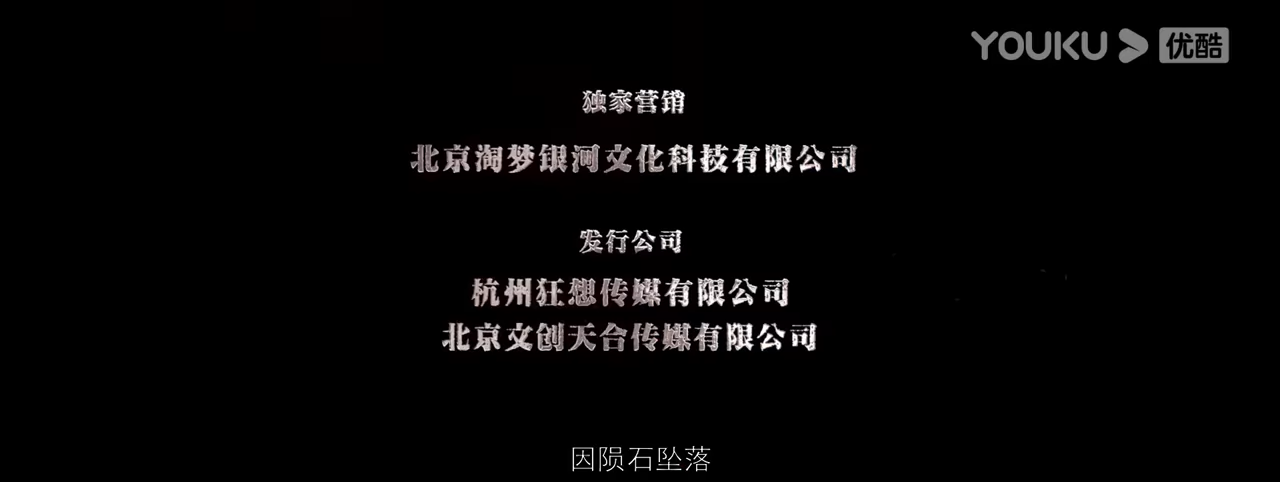 YOUKU 优酷
独家营销
北京淘梦银河文化科技有限公司
发行公司
杭州狂想传媒有限公司
北京文创天合传媒有限公司
因陨石坠落